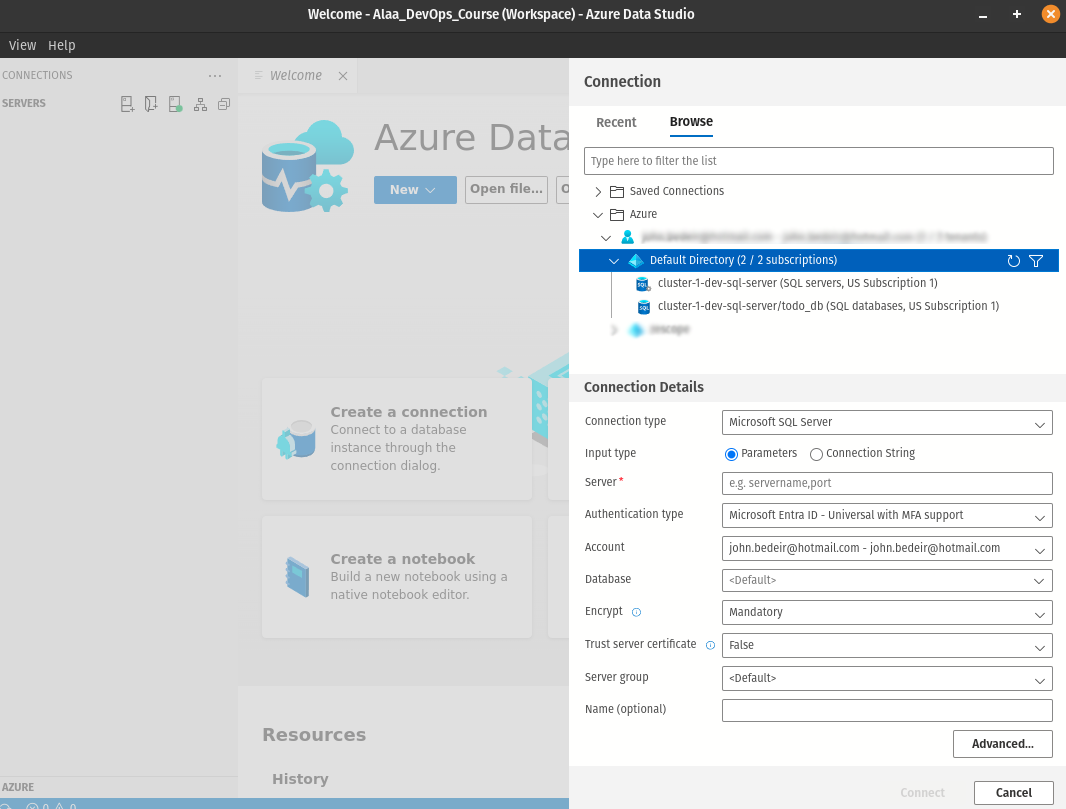 Welcome - Alaa_DevOps_Course (Workspace) - Azure Data Studio
View Help
CONNECTIONS
SERVERS
Welcome
Azure Data
New
Open file...
O
Create a connection
Connect to a database
instance through the
connection dialog.
Create a notebook
Build a new notebook using a
native notebook editor.
Resources
History
AZURE
0 0
Connection
Recent
Browse
Type here to filter the list
Saved Connections
Azure
Default Directory (2 / 2 subscriptions)
cluster-1-dev-sql-server (SQL servers, US Subscription 1)
cluster-1-dev-sql-server/todo_db (SQL databases, US Subscription 1)
Connection Details
Connection type
Microsoft SQL Server
Input type
Parameters
Connection String
Server*
e.g. servername,port
Authentication type
Microsoft Entra ID - Universal with MFA support
Account
john.bedeir@hotmail.com - john.bedeir@hotmail.com
Database
<Default>
Encrypt
Mandatory
Trust server certificate
False
Server group
<Default>
Name (optional)
Advanced...
Connect
Cancel